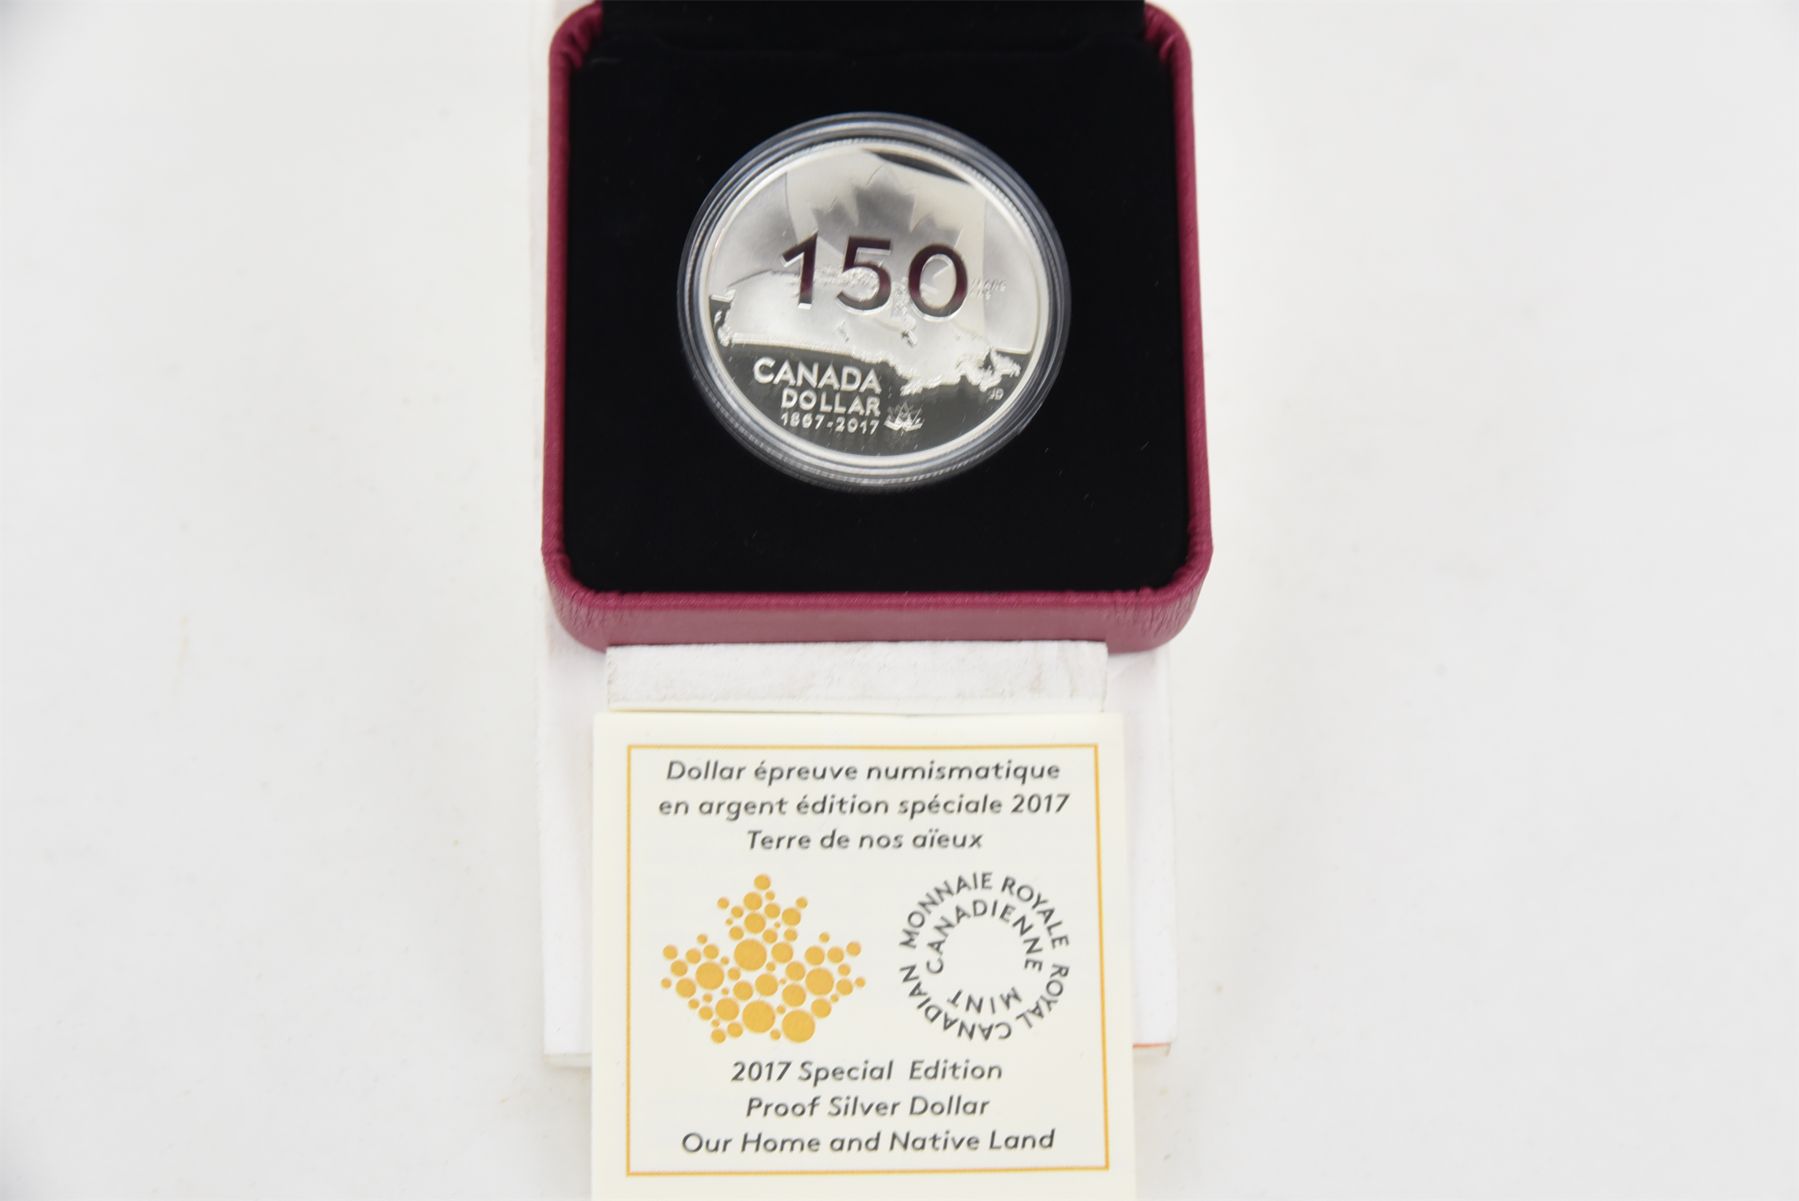 150
CANADA
DOLLAR
1867-2017
JD
Dollar épreuve numismatique
en argent édition spéciale 2017
Terre de nos aïeux
MONNAIE ROYALE CANADIENNE
ROYAL CANADIAN MINT
2017 Special Edition
Proof Silver Dollar
Our Home and Native Land